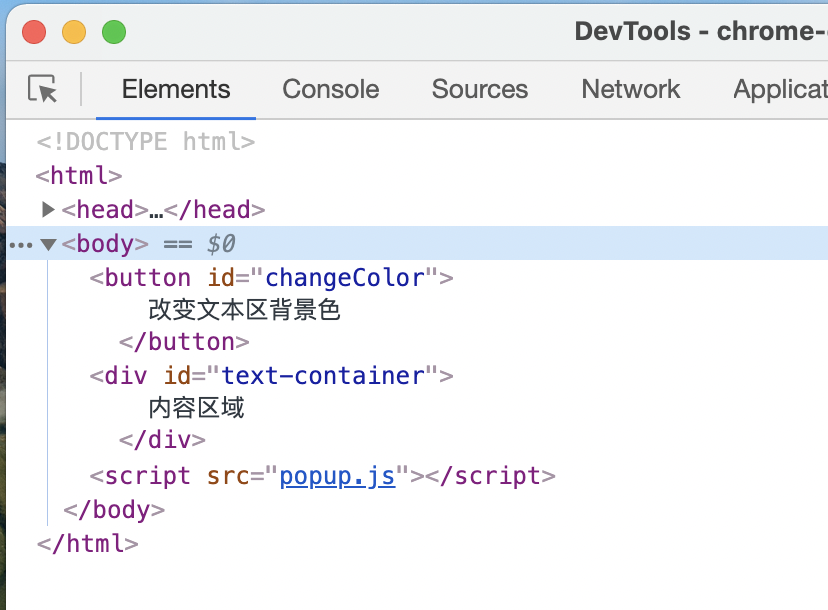 DevTools - chrome-
Elements Console Sources Network Applicat
<!DOCTYPE html>
<html>
<head>…</head>
<body> == $0
<button id="changeColor">
改变文本区背景色
</button>
<div id="text-container">
内容区域
</div>
<script src="popup.js"></script>
</body>
</html>